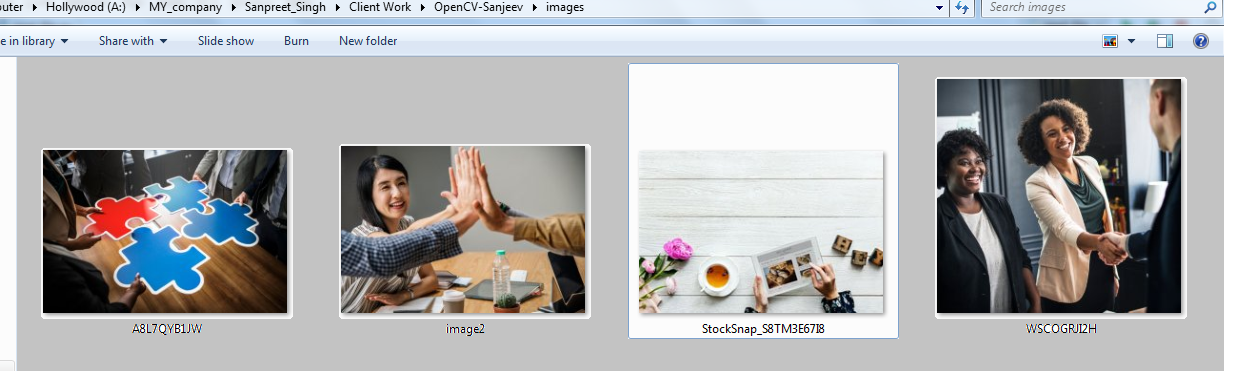 uter ▸ Hollywood (A:) ▸ MY_company ▸ Sanpreet_Singh ▸ Client Work ▸ OpenCV-Sanjeev ▸ images
Search images
e in library
Share with
Slide show
Burn
New folder
A8L7QYB1JW
image2
StockSnap_S8TM3E67I8
WSCOGRJI2H